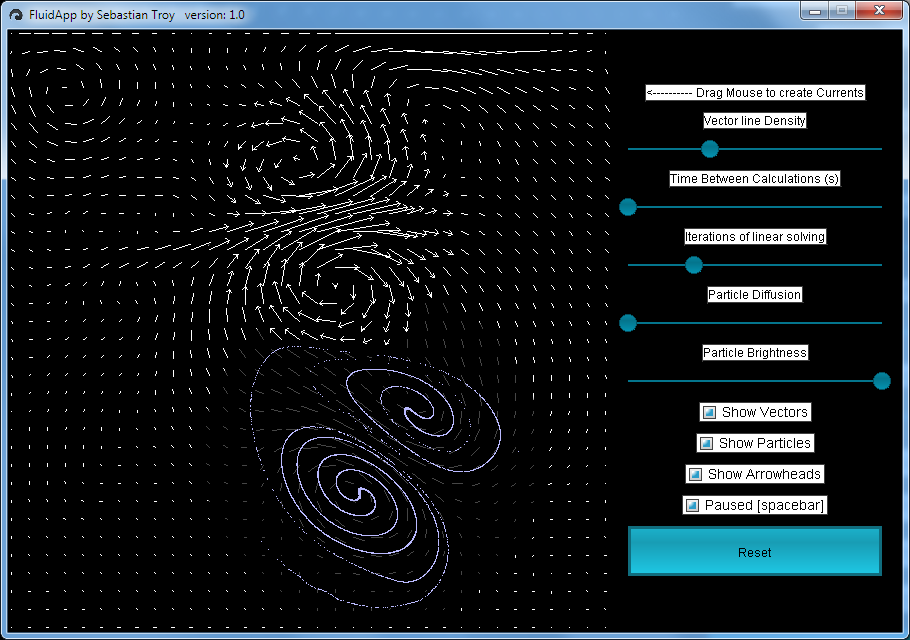 FluidApp by Sebastian Troy   version: 1.0
<---------- Drag Mouse to create Currents
Vector line Density
Time Between Calculations (s)
Iterations of linear solving
Particle Diffusion
Particle Brightness
Show Vectors
Show Particles
Show Arrowheads
Paused [spacebar]
Reset